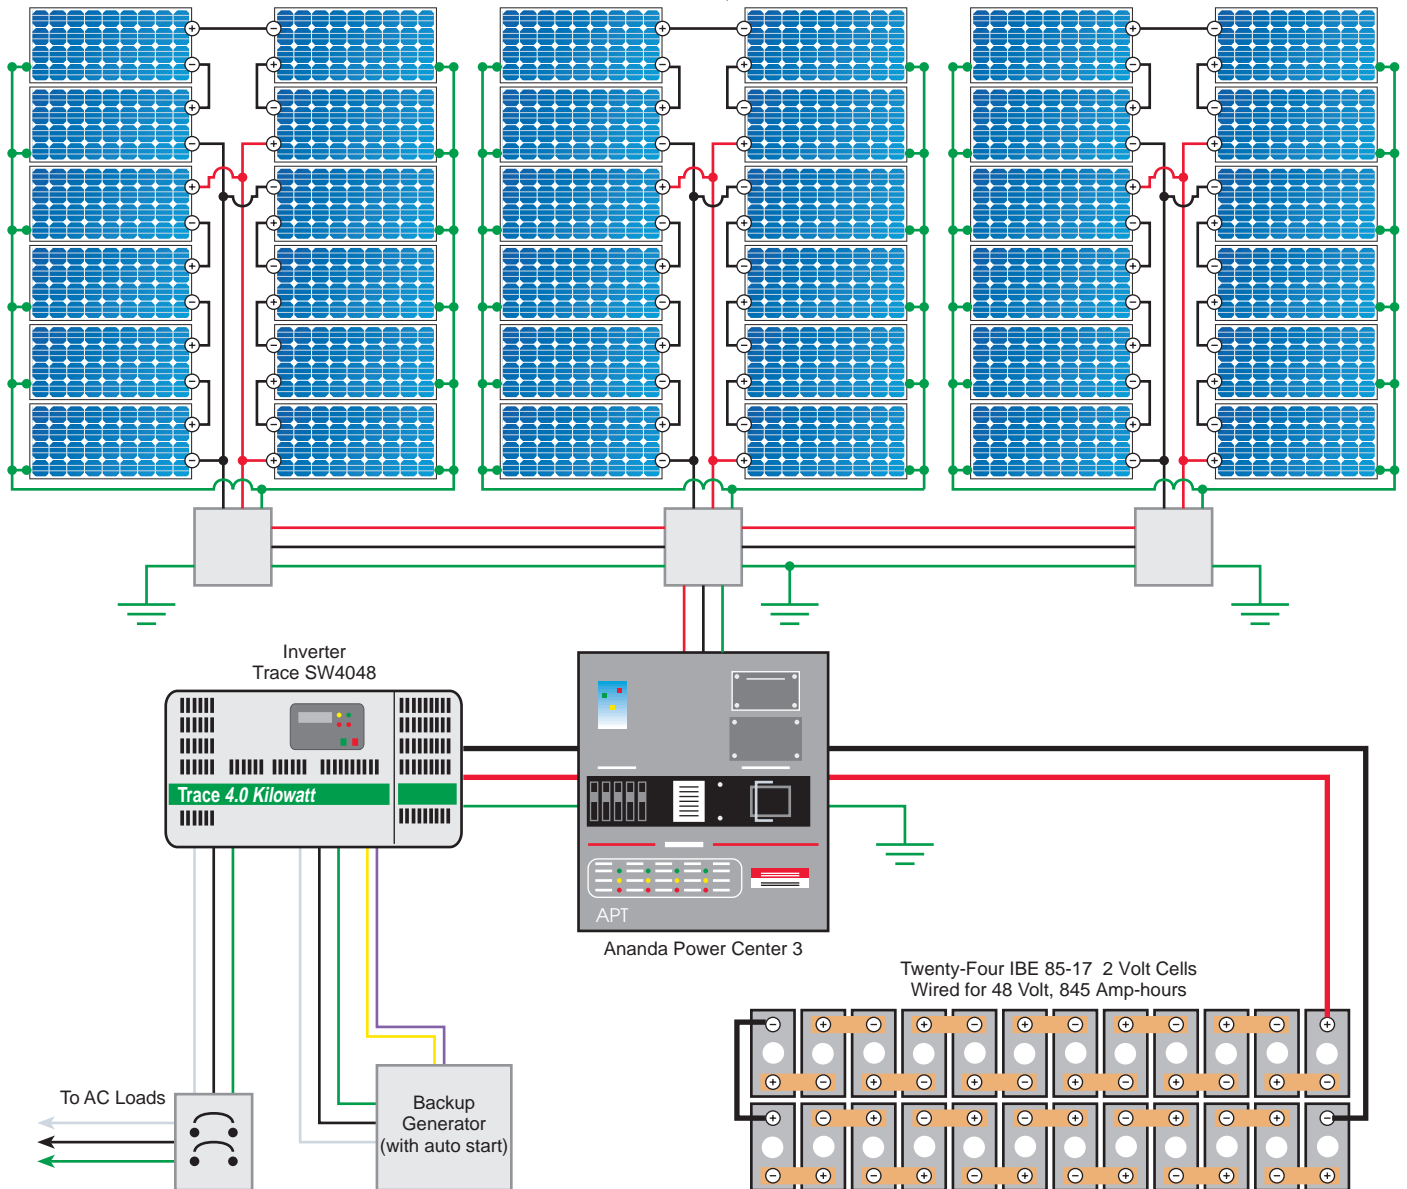 Inverter
Trace SW4048
Trace 4.0 Kilowatt
APT
Ananda Power Center 3
Twenty-Four IBE 85-17 2 Volt Cells
Wired for 48 Volt, 845 Amp-hours
To AC Loads
Backup
Generator
(with auto start)